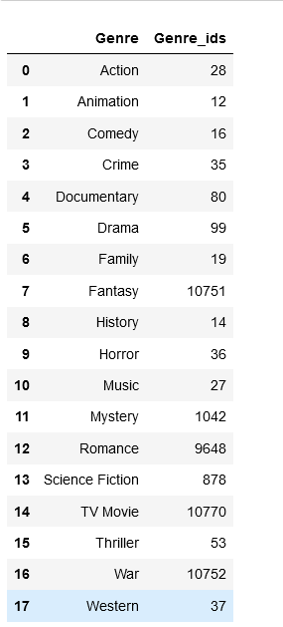 Genre Genre_ids
0 Action 28
1 Animation 12
2 Comedy 16
3 Crime 35
4 Documentary 80
5 Drama 99
6 Family 19
7 Fantasy 10751
8 History 14
9 Horror 36
10 Music 27
11 Mystery 1042
12 Romance 9648
13 Science Fiction 878
14 TV Movie 10770
15 Thriller 53
16 War 10752
17 Western 37